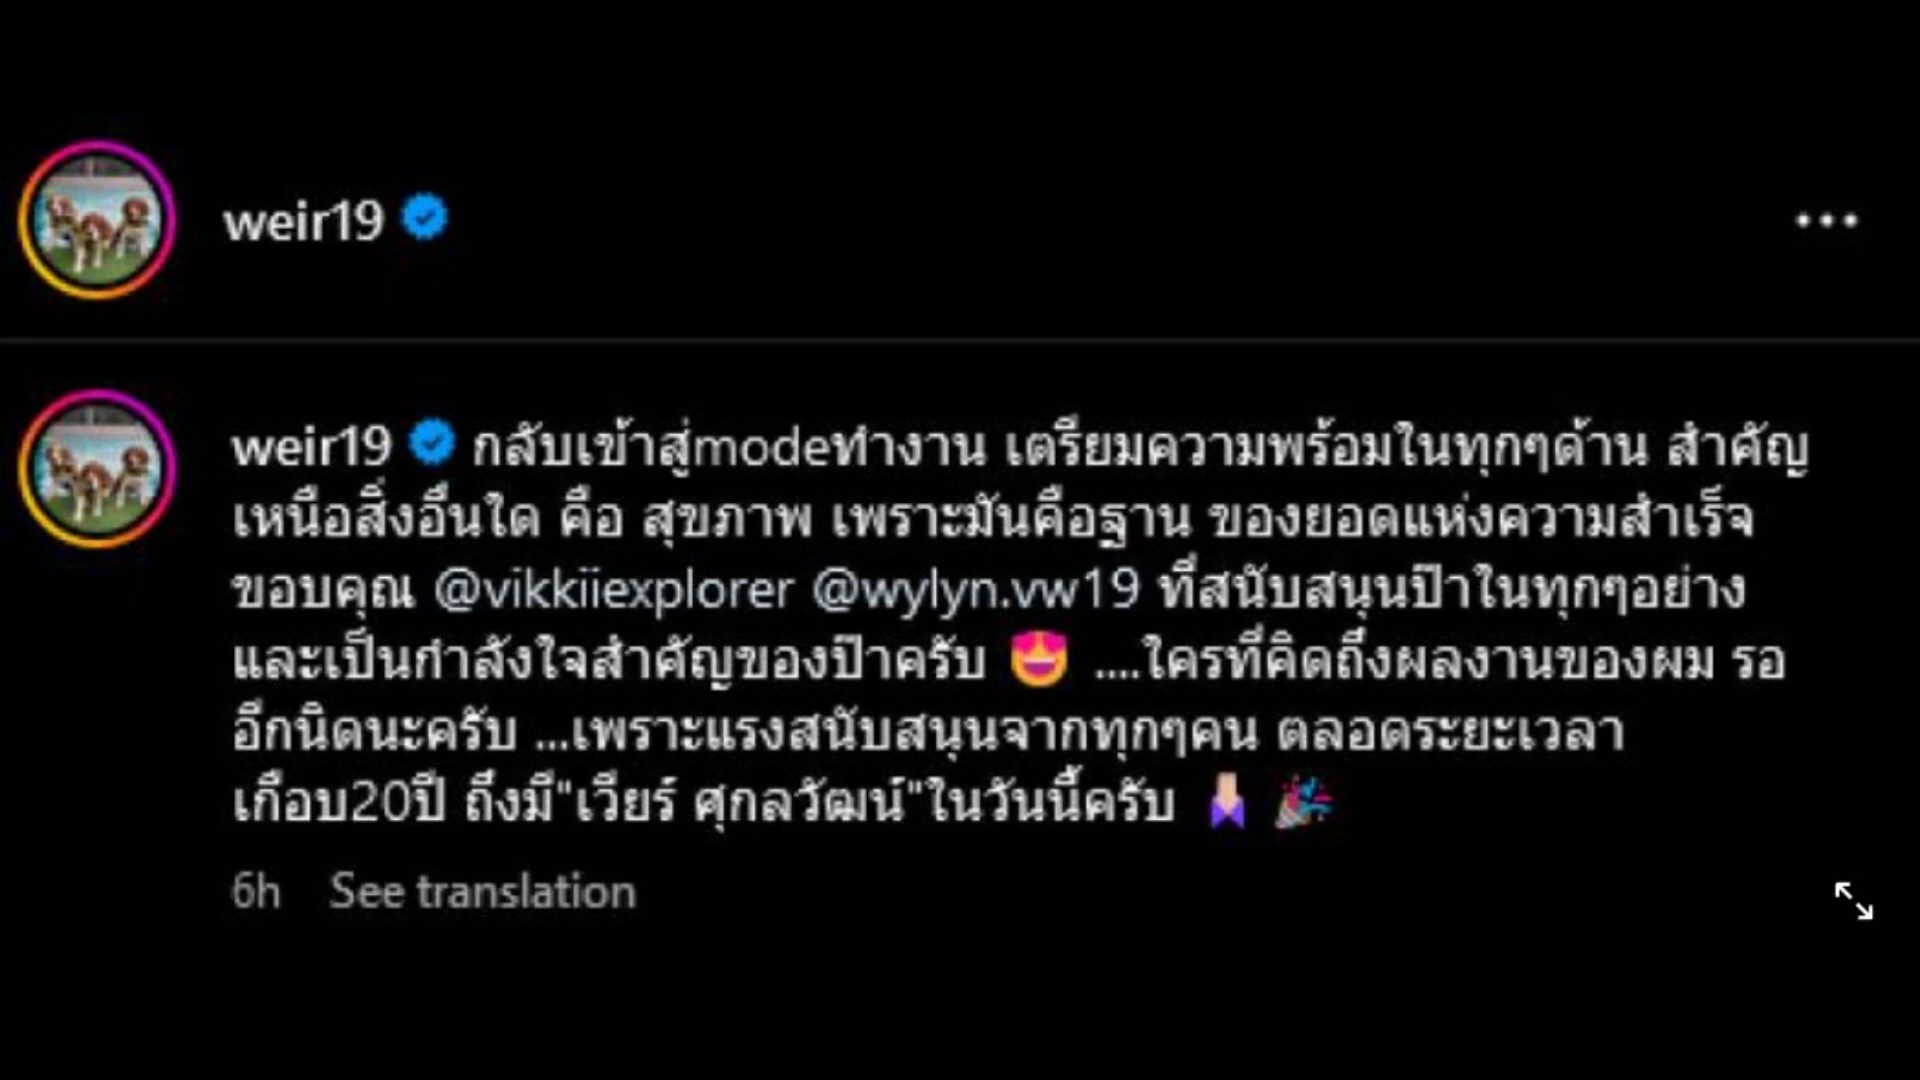 weir19
weir19 กลับเข้าสู่modeทำงาน เตรียมความพร้อมในทุกๆด้าน สำคัญ
เหนือสิ่งอื่นใด คือ สุขภาพ เพราะมันคือฐาน ของยอดแห่งความสำเร็จ
ขอบคุณ @vikkiiexplorer @wylyn.vw19 ที่สนับสนุนป๊าในทุกๆอย่าง
และเป็นกำลังใจสำคัญของป๊าครับ 😍 ....ใครที่คิดถึงผลงานของผม รอ
อีกนิดนะครับ ...เพราะแรงสนับสนุนจากทุกๆคน ตลอดระยะเวลา
เกือบ20ปี ถึงมี"เวียร์ ศุกลวัฒน์"ในวันนี้ครับ 🙏🏻 🎉
6h See translation